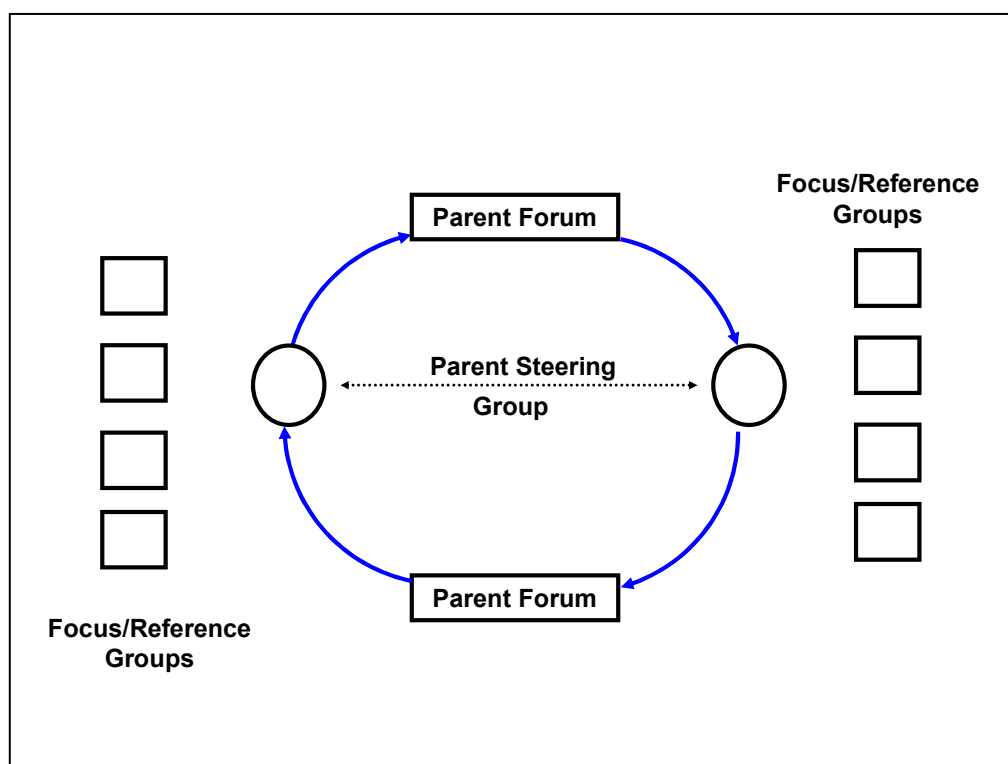 Focus/Reference
Groups
Parent Forum
Parent Steering
Group
Parent Forum
Focus/Reference
Groups